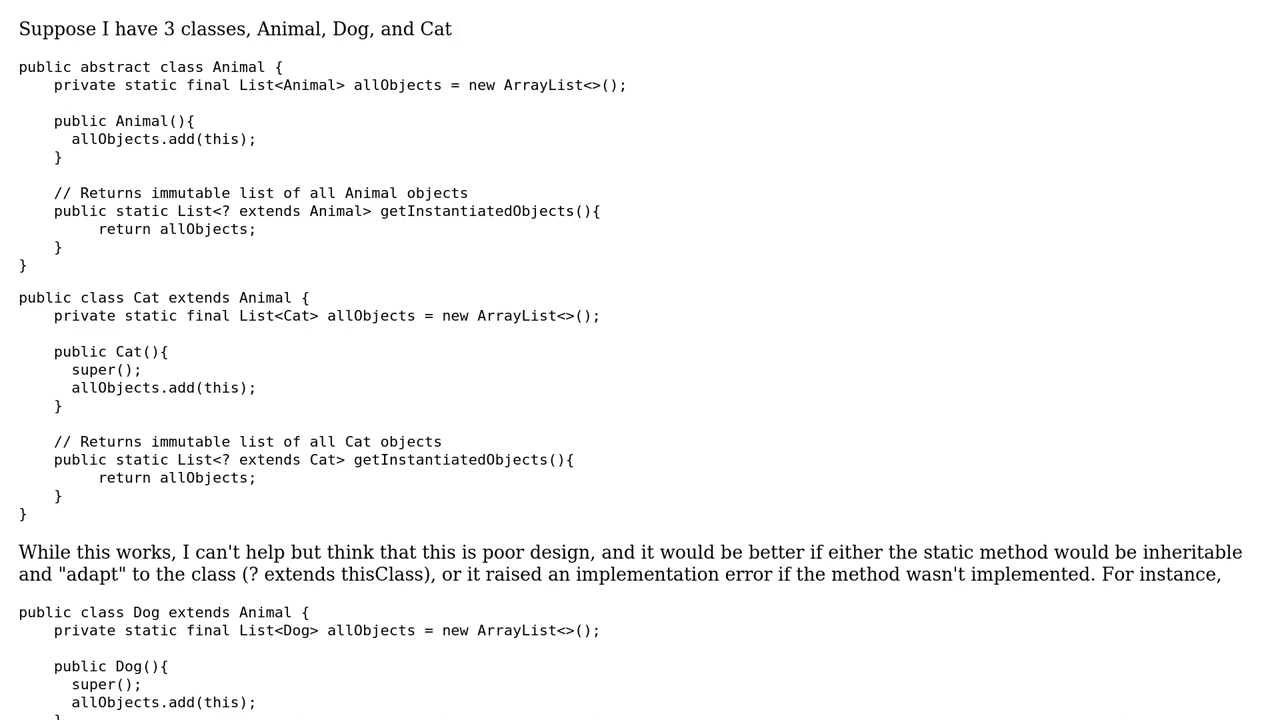 Suppose I have 3 classes, Animal, Dog, and Cat
public abstract class Animal {
    private static final List<Animal> allObjects = new ArrayList<>();
    public Animal(){
      allObjects.add(this);
    }
    // Returns immutable list of all Animal objects
    public static List<? extends Animal> getInstantiatedObjects(){
         return allObjects;
    }
}
public class Cat extends Animal {
    private static final List<Cat> allObjects = new ArrayList<>();
    public Cat(){
      super();
      allObjects.add(this);
    }
    // Returns immutable list of all Cat objects
    public static List<? extends Cat> getInstantiatedObjects(){
         return allObjects;
    }
}
While this works, I can't help but think that this is poor design, and it would be better if either the static method would be inheritable
and "adapt" to the class (? extends thisClass), or it raised an implementation error if the method wasn't implemented. For instance,
public class Dog extends Animal {
    private static final List<Dog> allObjects = new ArrayList<>();
    public Dog(){
      super();
      allObjects.add(this);
    }